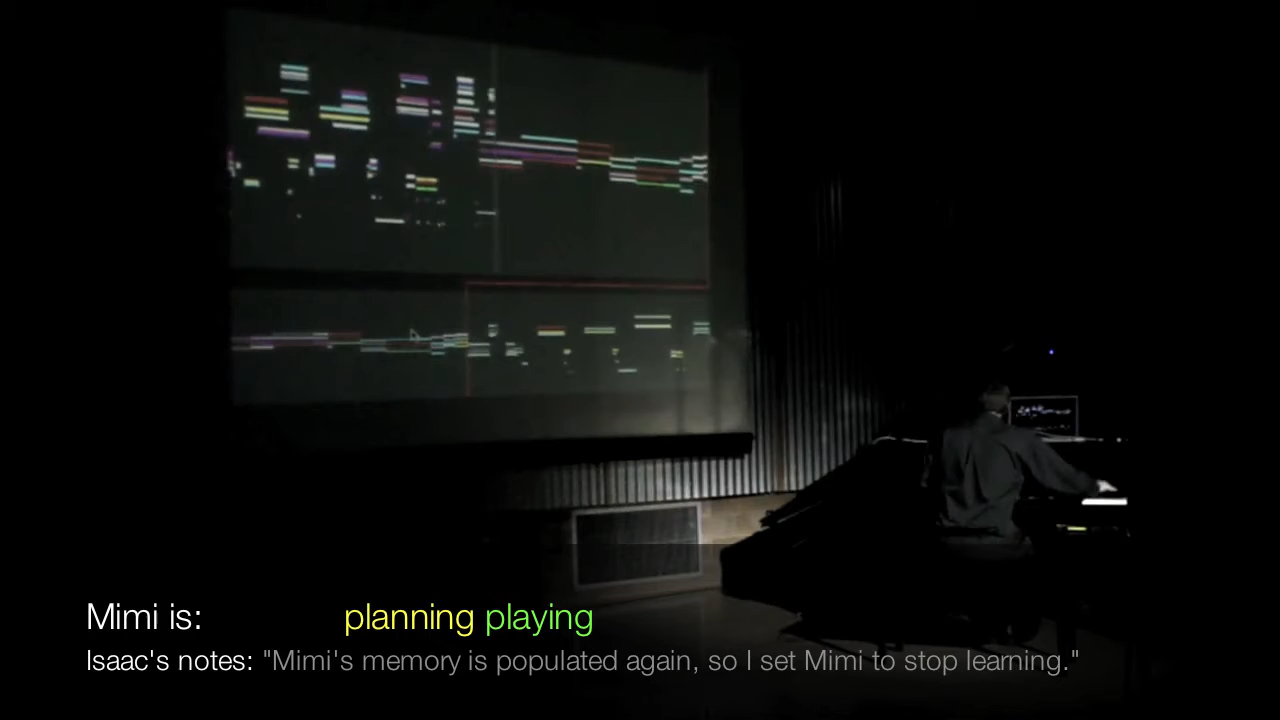 Mimi is: planning playing
Isaac's notes: "Mimi's memory is populated again, so I set Mimi to stop learning."